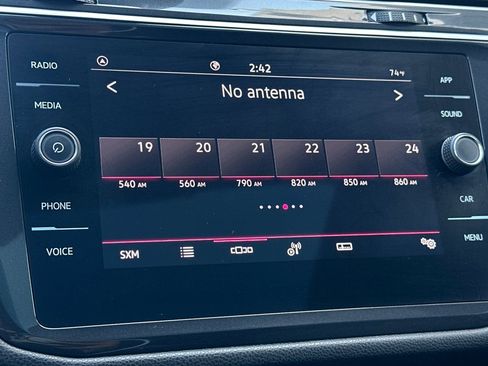 RADIO
MEDIA
PHONE
VOICE
2:42
74°F
< No antenna >
19 20 21 22 23 24
540 AM 560 AM 790 AM 820 AM 850 AM 860 AM
SXM
APP
SOUND
CAR
MENU